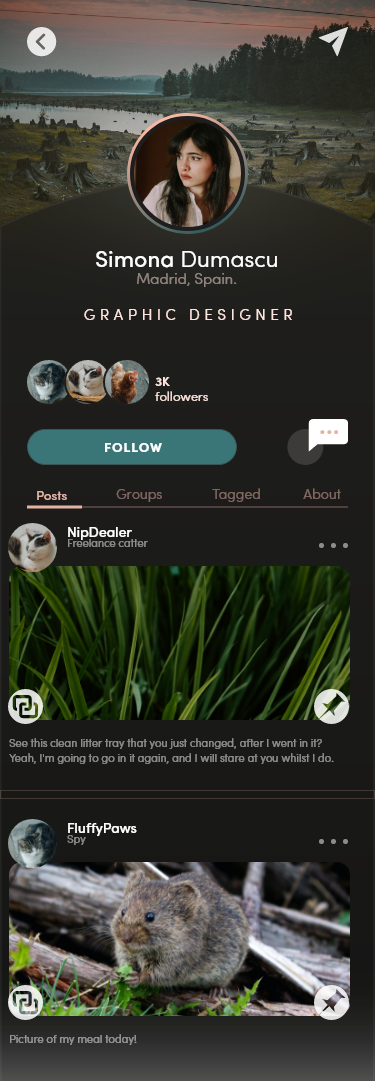 Simona Dumascu
Madrid, Spain.
GRAPHIC DESIGNER
3K
followers
FOLLOW
Posts Groups Tagged About
NipDealer
Freelance catter
See this clean litter tray that you just changed, after I went in it?
Yeah, I'm going to go in it again, and I will stare at you whilst I do.
FluffyPaws
Spy
Picture of my meal today!